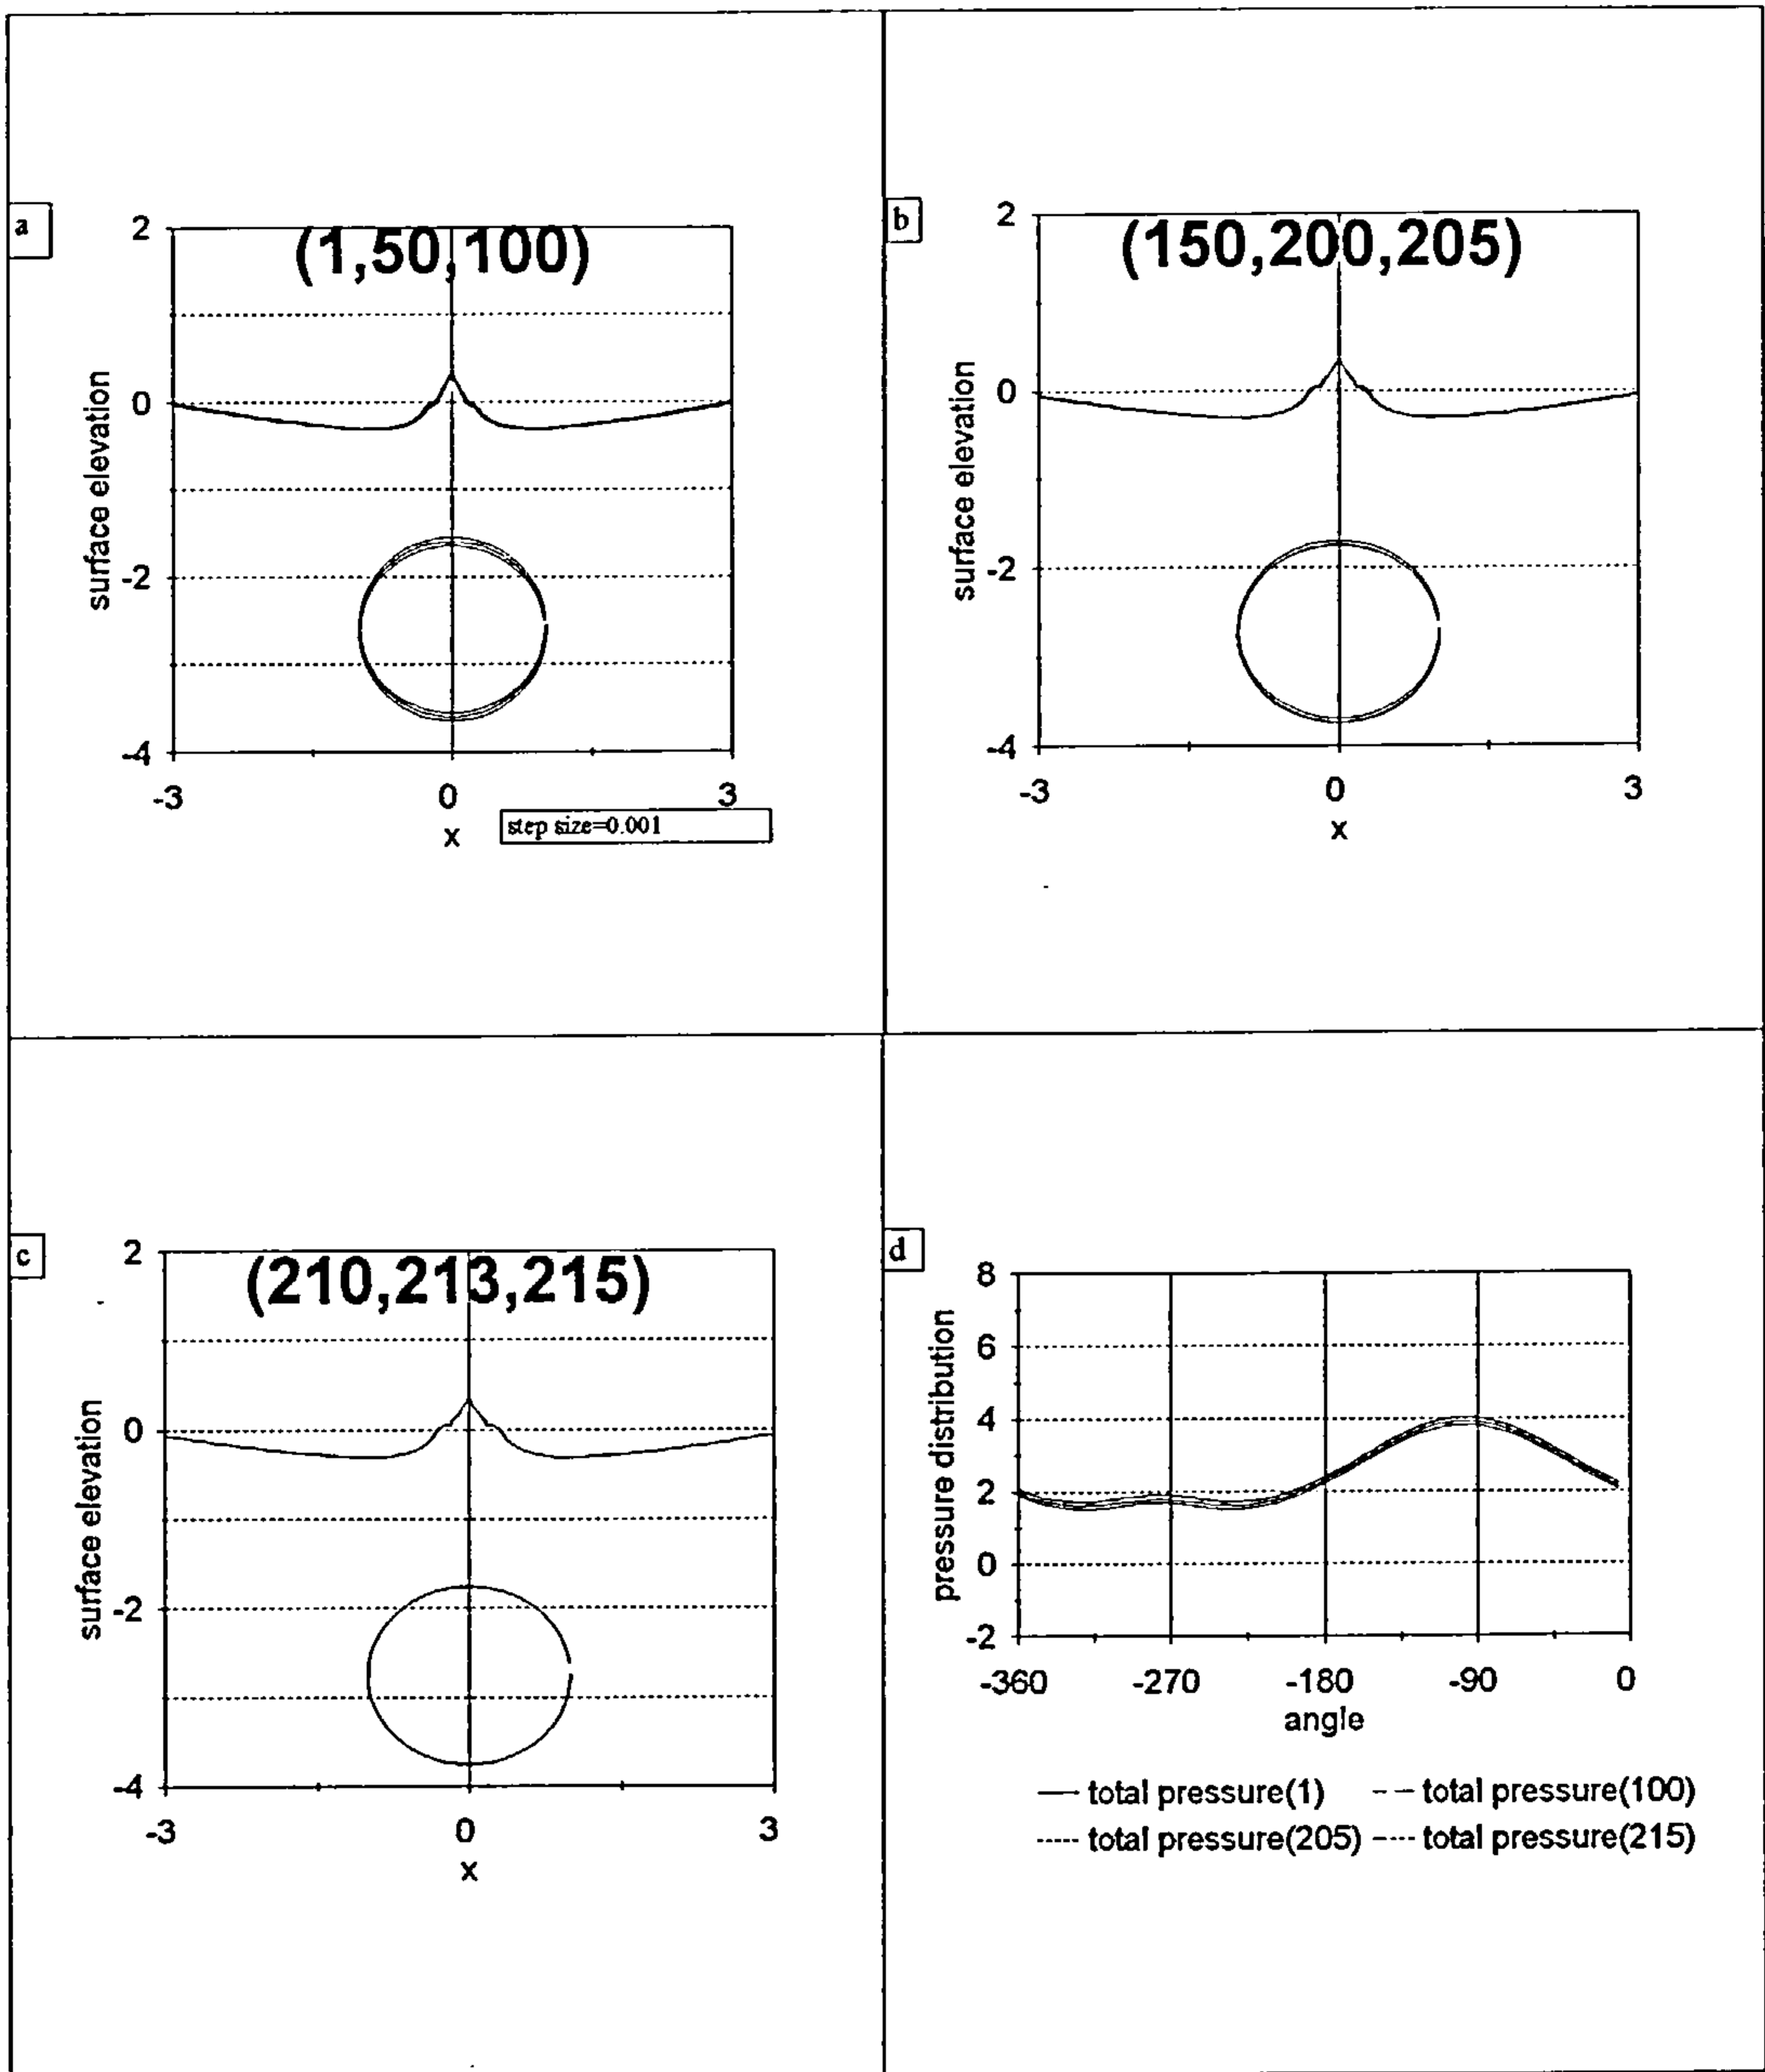 a
(1,50,100)
2
0
-2
-4
surface elevation
-3 0 3
x
step size=0.001
b
(150,200,205)
2
0
-2
-4
surface elevation
-3 0 3
x
c
(210,213,215)
2
0
-2
-4
surface elevation
-3 0 3
x
d
8
6
4
2
0
-2
pressure distribution
-360 -270 -180 -90 0
angle
total pressure(1) total pressure(100)
total pressure(205) total pressure(215)